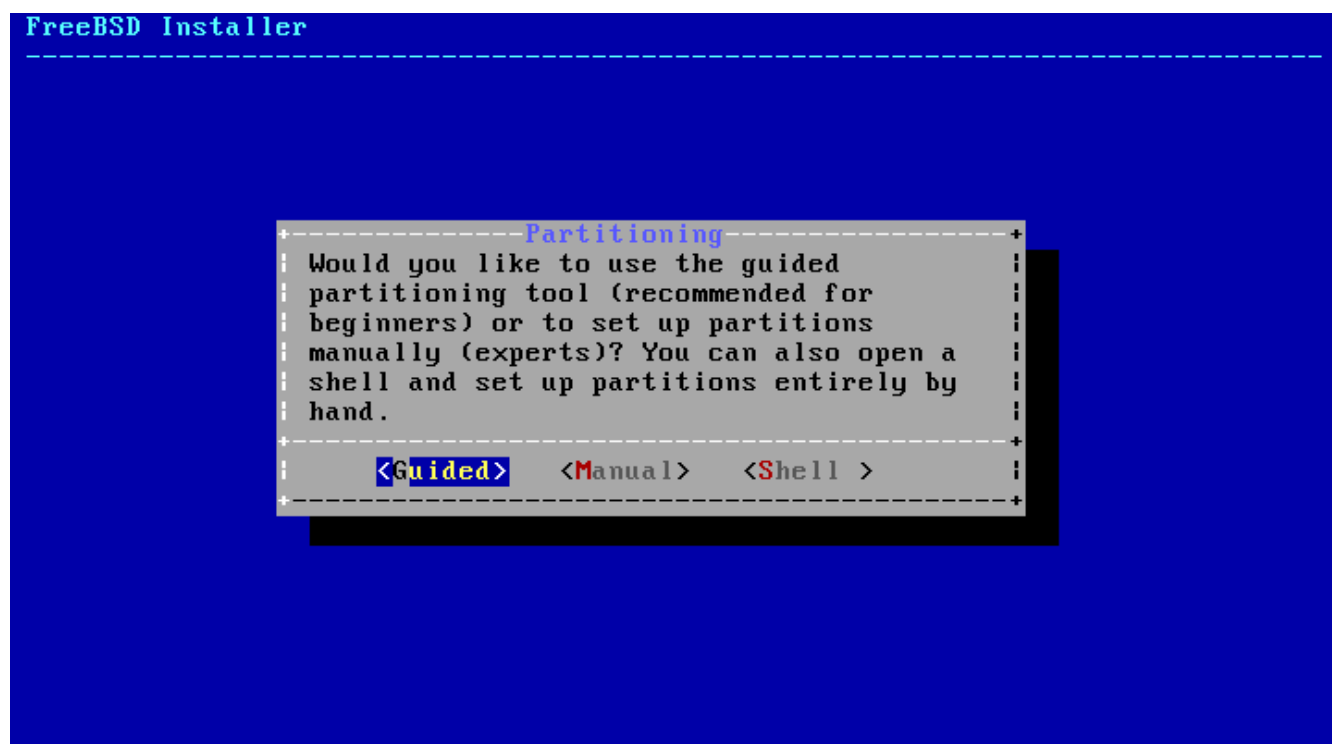 FreeBSD Installer
Partitioning
Would you like to use the guided
partitioning tool (recommended for
beginners) or to set up partitions
manually (experts)? You can also open a
shell and set up partitions entirely by
hand.
<Guided> <Manual> <Shell >